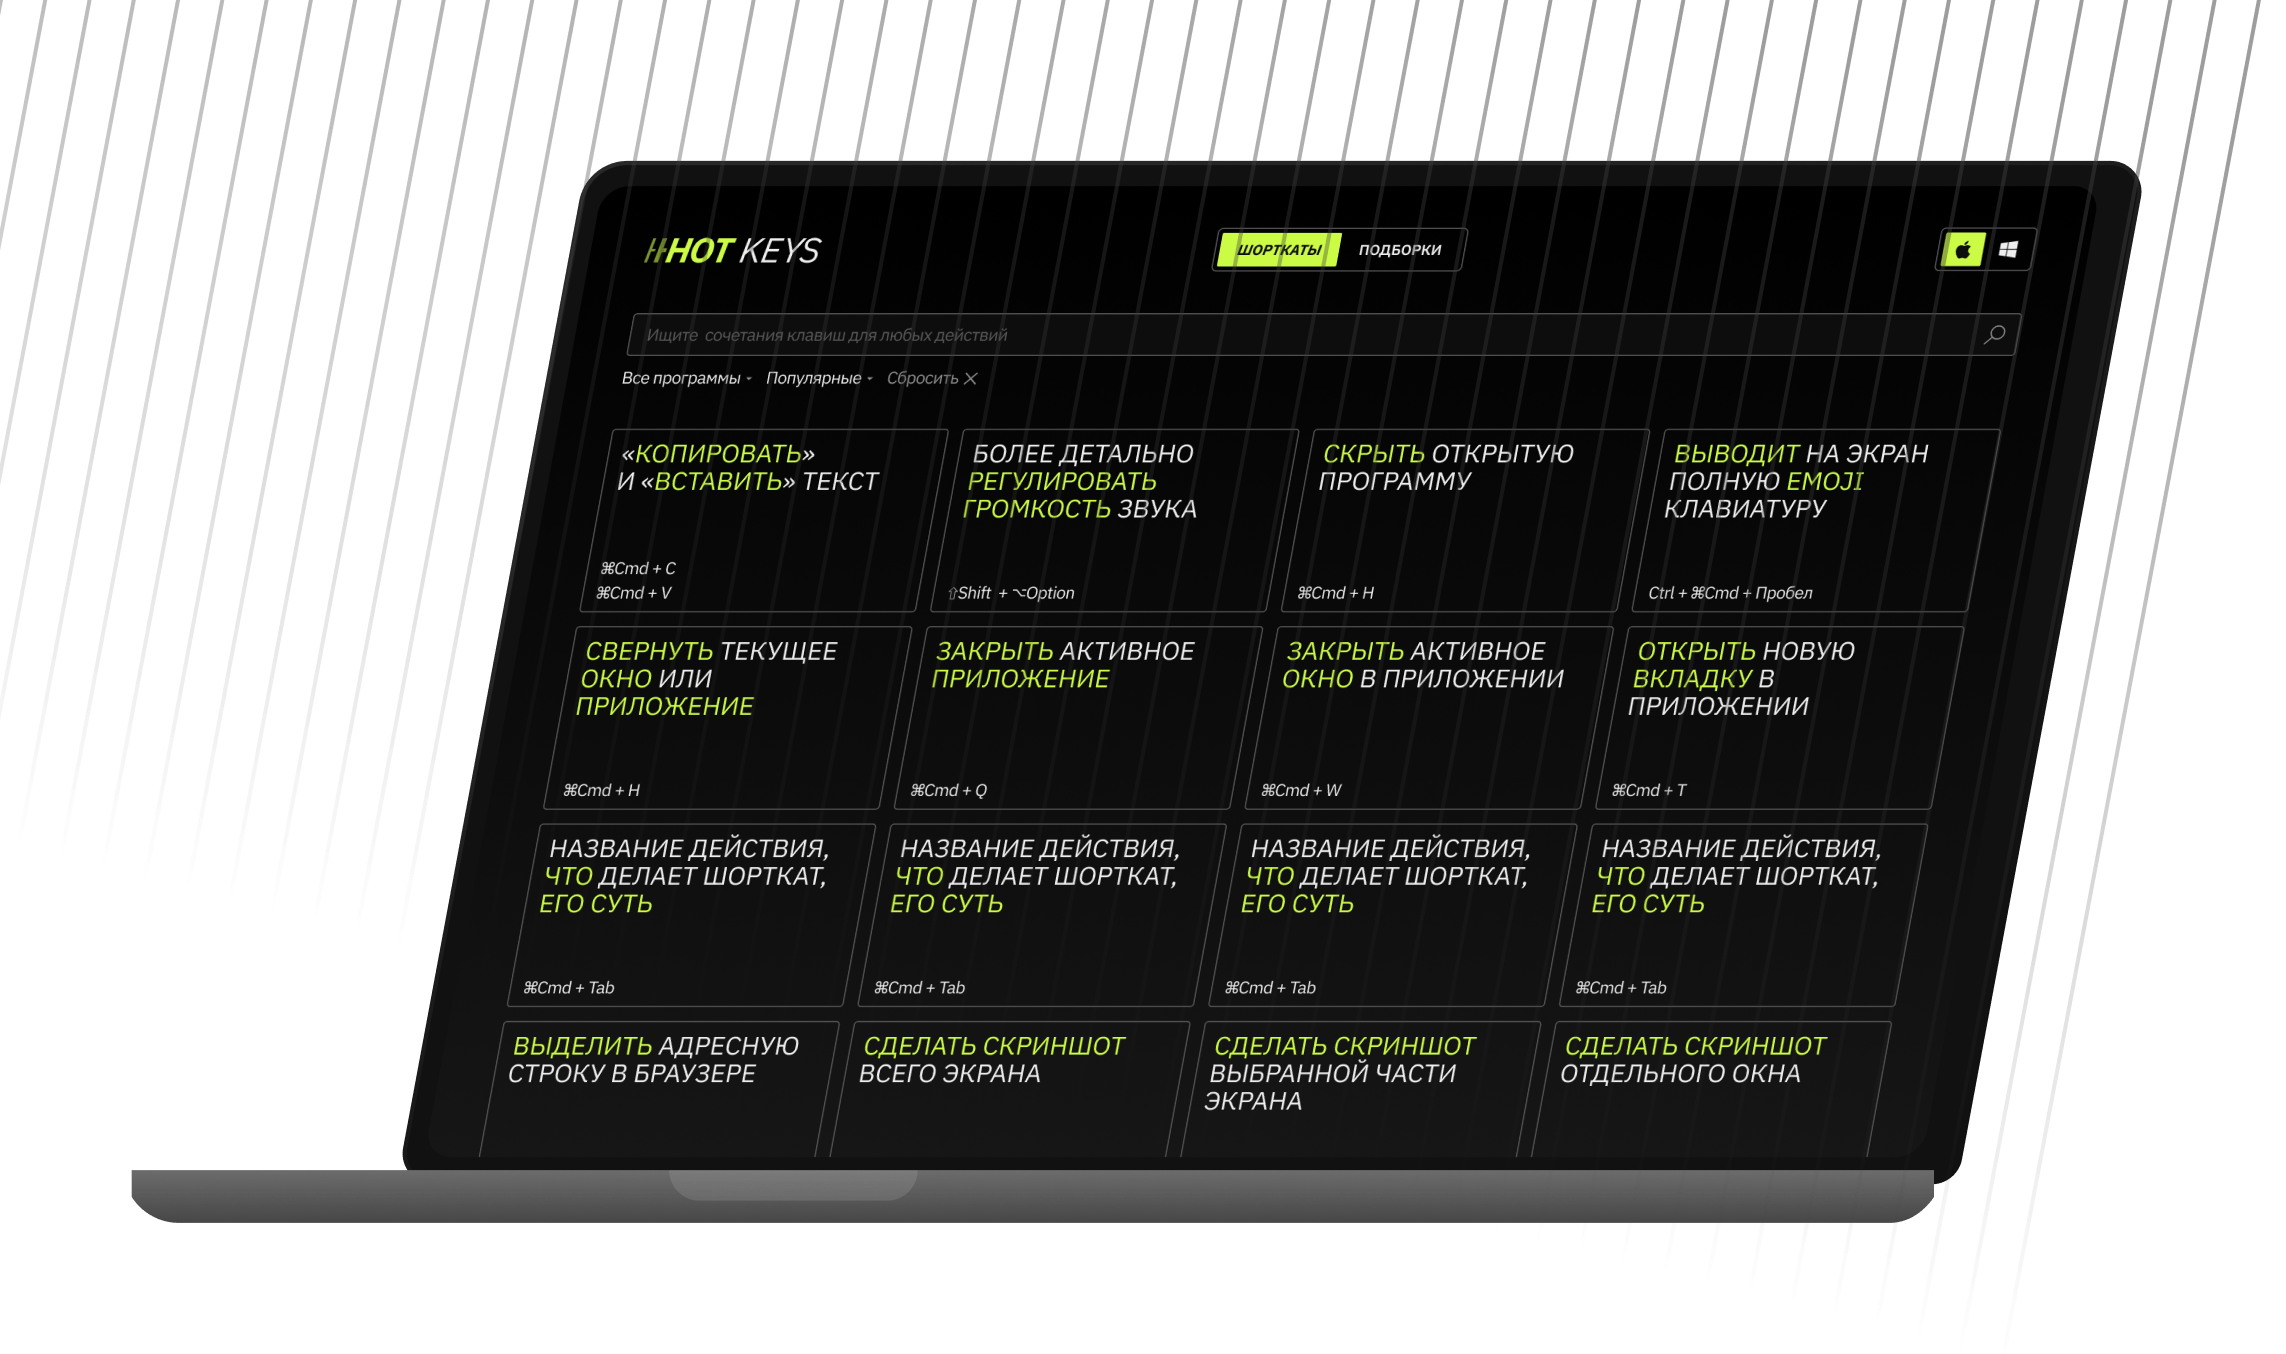 HOT KEYS
ШОРТКАТЫ ПОДБОРКИ
Ищите сочетания клавиш для любых действий
Все программы Популярные Сбросить
«КОПИРОВАТЬ»
И «ВСТАВИТЬ» ТЕКСТ
⌘Cmd + C
⌘Cmd + V
БОЛЕЕ ДЕТАЛЬНО
РЕГУЛИРОВАТЬ
ГРОМКОСТЬ ЗВУКА
⇧Shift + ⌥Option
СКРЫТЬ ОТКРЫТУЮ
ПРОГРАММУ
⌘Cmd + H
ВЫВОДИТ НА ЭКРАН
ПОЛНУЮ EMOJI
КЛАВИАТУРУ
Ctrl + ⌘Cmd + Пробел
СВЕРНУТЬ ТЕКУЩЕЕ
ОКНО ИЛИ
ПРИЛОЖЕНИЕ
⌘Cmd + H
ЗАКРЫТЬ АКТИВНОЕ
ПРИЛОЖЕНИЕ
⌘Cmd + Q
ЗАКРЫТЬ АКТИВНОЕ
ОКНО В ПРИЛОЖЕНИИ
⌘Cmd + W
ОТКРЫТЬ НОВУЮ
ВКЛАДКУ В
ПРИЛОЖЕНИИ
⌘Cmd + T
НАЗВАНИЕ ДЕЙСТВИЯ,
ЧТО ДЕЛАЕТ ШОРТКАТ,
ЕГО СУТЬ
⌘Cmd + Tab
НАЗВАНИЕ ДЕЙСТВИЯ,
ЧТО ДЕЛАЕТ ШОРТКАТ,
ЕГО СУТЬ
⌘Cmd + Tab
НАЗВАНИЕ ДЕЙСТВИЯ,
ЧТО ДЕЛАЕТ ШОРТКАТ,
ЕГО СУТЬ
⌘Cmd + Tab
НАЗВАНИЕ ДЕЙСТВИЯ,
ЧТО ДЕЛАЕТ ШОРТКАТ,
ЕГО СУТЬ
⌘Cmd + Tab
ВЫДЕЛИТЬ АДРЕСНУЮ
СТРОКУ В БРАУЗЕРЕ
СДЕЛАТЬ СКРИНШОТ
ВСЕГО ЭКРАНА
СДЕЛАТЬ СКРИНШОТ
ВЫБРАННОЙ ЧАСТИ
ЭКРАНА
СДЕЛАТЬ СКРИНШОТ
ОТДЕЛЬНОГО ОКНА